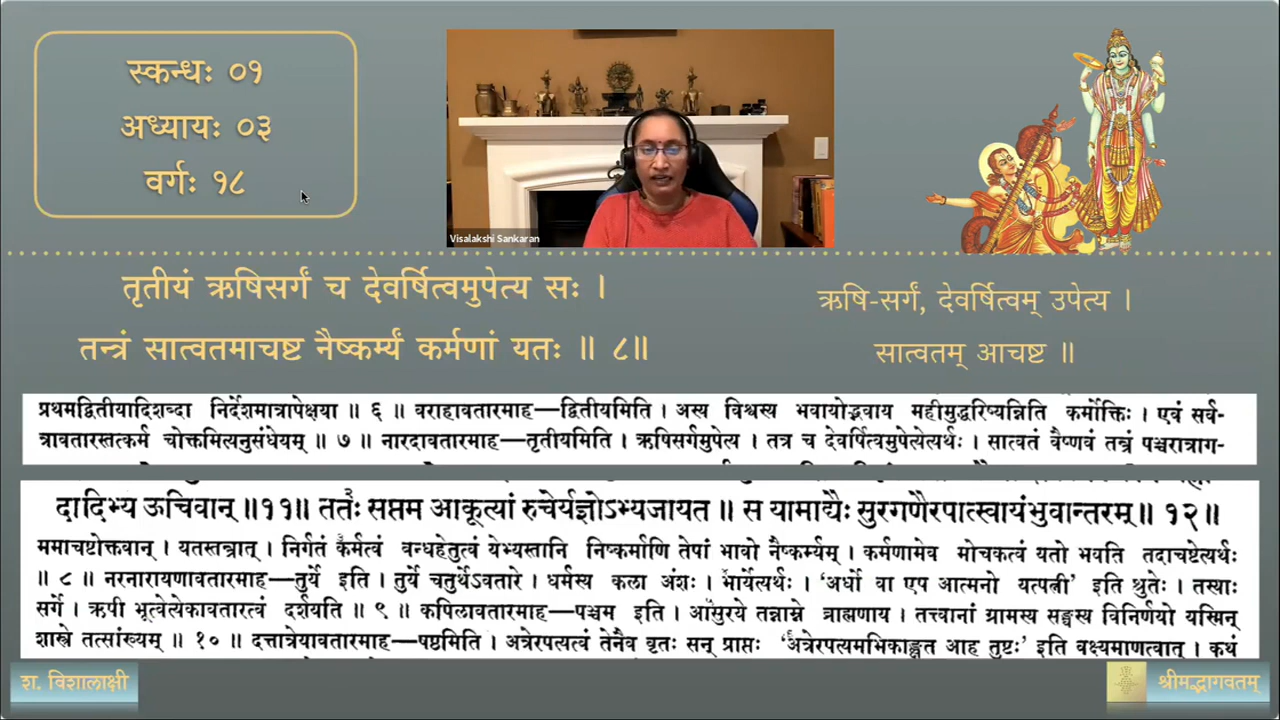 स्कन्धः ०१
अध्यायः ०३
वर्गः १८
Visalakshi Sankaran
तृतीयं ऋषिसर्गं च देवर्षित्वमुपेत्य सः ।
तन्त्रं सात्वतमाचष्ट नैष्कर्म्यं कर्मणां यतः ॥ ८॥
ऋषि-सर्गं, देवर्षित्वम् उपेत्य ।
सात्वतम् आचष्ट ॥
प्रथमद्वितीयादिशब्दा निर्देशमात्रापेक्षया ॥ ६ ॥ वराहावतारमाह—द्वितीयमिति । अस्य विश्वस्य भवायोद्भवाय महीमुद्धरिष्यन्निति कर्मोक्तिः । एवं सर्व-
त्रावतारस्तत्कर्म चोक्तमित्यनुसंधेयम् ॥ ७ ॥ नारदावतारमाह—तृतीयमिति । ऋषिसर्गमुपेत्य । तत्र च देवर्षित्वमुपेत्येत्यर्थः । सात्वतं वैष्णवं तन्त्रं पञ्चरात्राग-
दादिभ्य ऊचिवान् ॥११॥ ततः सप्तम आकूत्यां रुचेर्यज्ञोऽभ्यजायत ॥ स यामाद्यैः सुरगणैरपात्स्वायंभुवान्तरम् ॥ १२॥
ममाचष्टोक्तवान् । यतस्तन्त्रात् । निर्गतं कर्मत्वं बन्धहेतुत्वं येभ्यस्तानि निष्कर्माणि तेषां भावो नैष्कर्म्यम् । कर्मणामेव मोचकत्वं यतो भवति तदाचष्टेत्यर्थः
॥ ८ ॥ नरनारायणावतारमाह—तुर्ये इति । तुर्ये चतुर्थेऽवतारे । धर्मस्य कला अंशः । भार्येत्यर्थः । ‘अर्धो वा एष आत्मनो यत्पत्नी’ इति श्रुतेः । तस्याः
सर्गे । ऋषी भूत्वेत्येकावतारत्वं दर्शयति ॥ ९ ॥ कपिलावतारमाह—पञ्चम इति । आसुरये तन्नाम्ने ब्राह्मणाय । तत्त्वानां ग्रामस्य सङ्घस्य विनिर्णयो यस्मिन्
शास्त्रे तत्सांख्यम् ॥ १० ॥ दत्तात्रेयावतारमाह—षष्ठमिति । अत्रेरपत्यत्वं तेनैव वृतः सन् प्राप्तः ‘अत्रेरपत्यमभिकाङ्क्षत आह तुष्टः’ इति वक्ष्यमाणत्वात् । कथं
श. विशालाक्षी
श्रीमद्भागवतम्